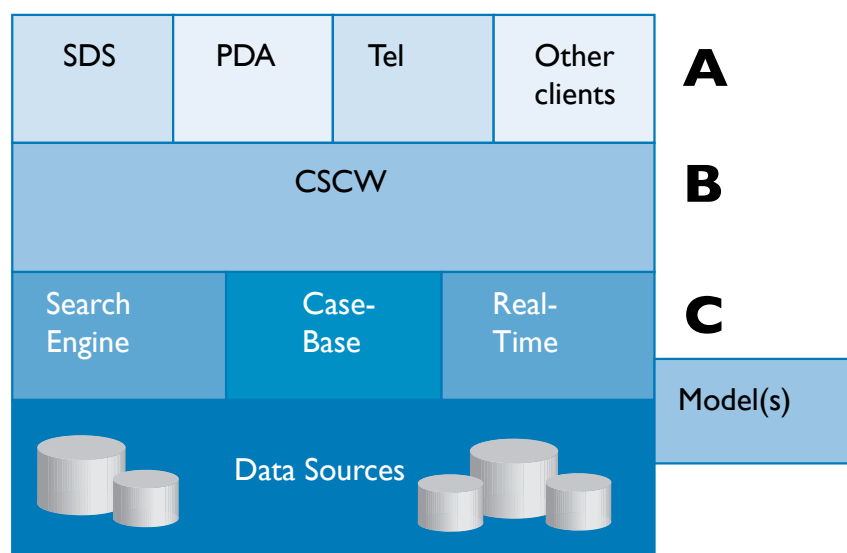 SDS
PDA
Tel
Other
clients
A
CSCW
B
Search
Engine
Case-
Base
Real-
Time
C
Model(s)
Data Sources